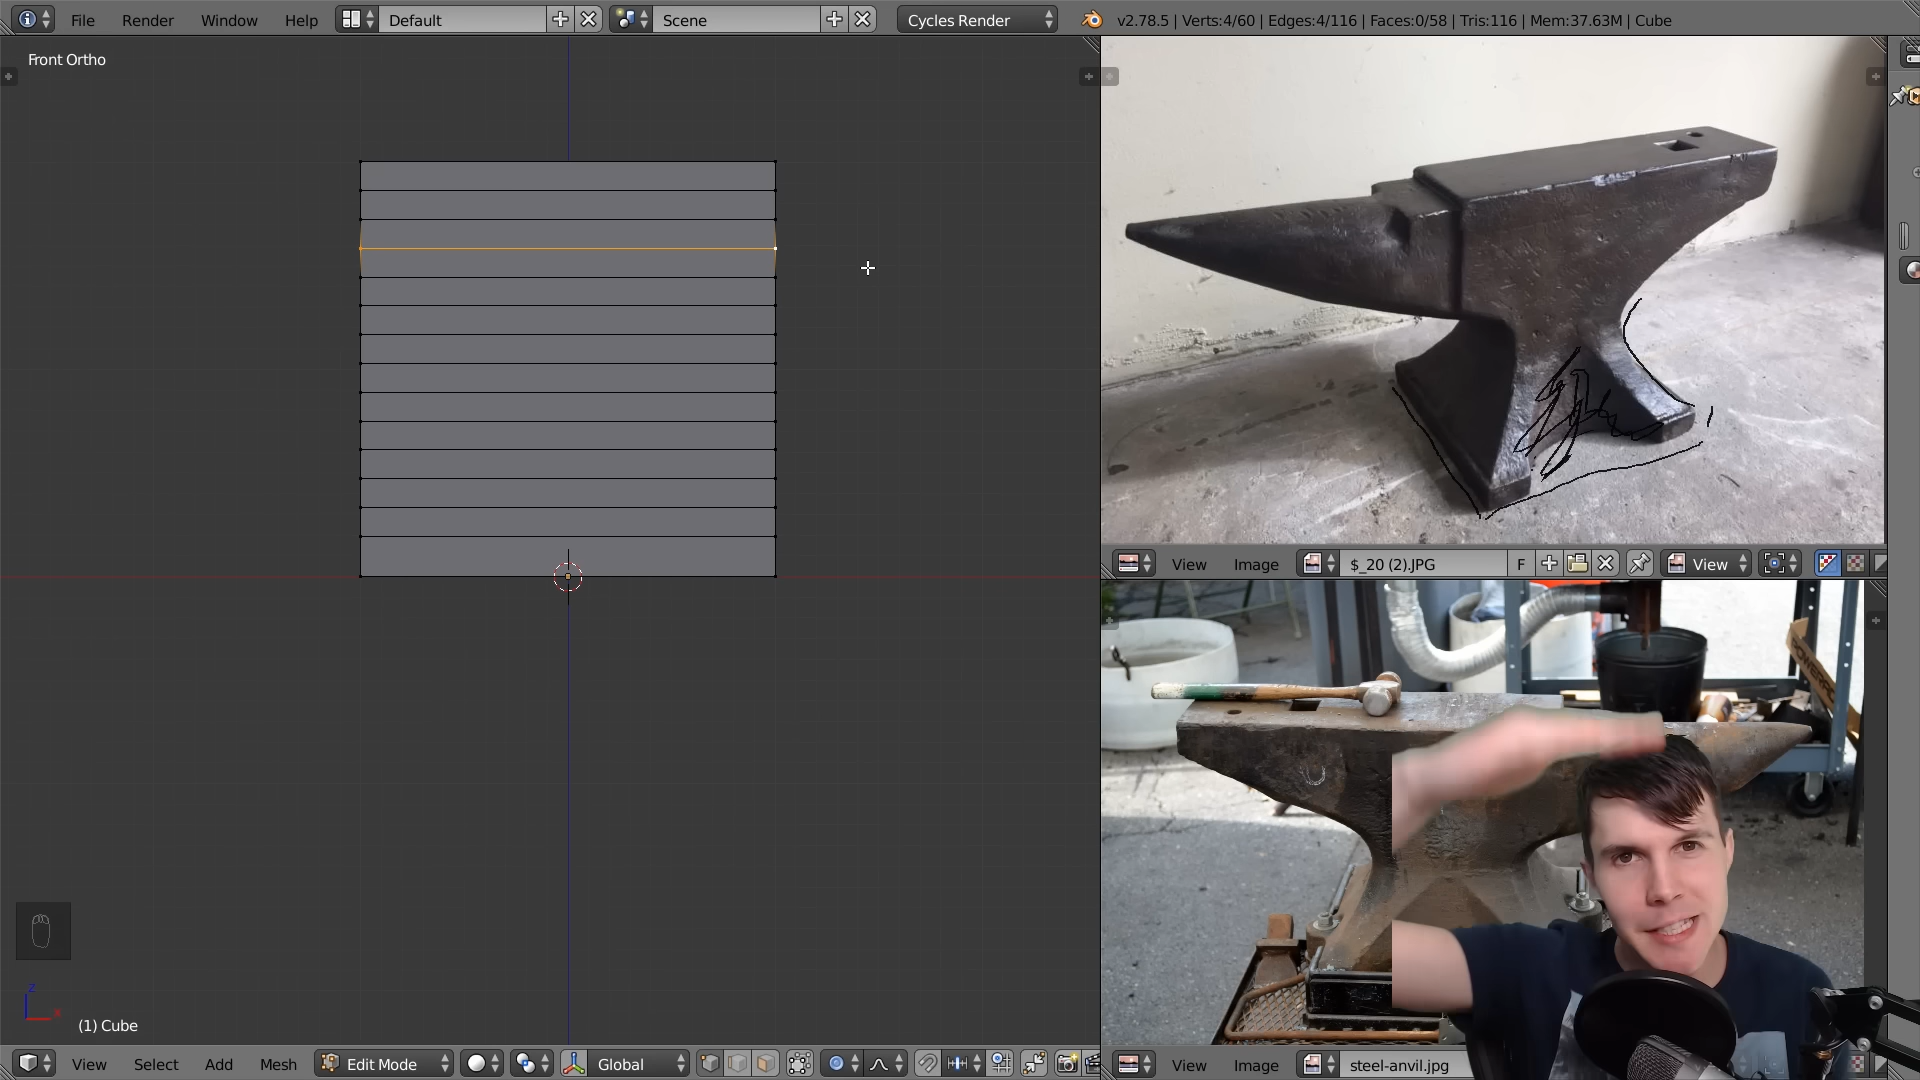 File Render Window Help Default Scene Cycles Render v2.78.5 | Verts:4/60 | Edges:4/116 | Faces:0/58 | Tris:116 | Mem:37.63M | Cube
Front Ortho
View Image $_20 (2).JPG F View
z
x
(1) Cube
View Select Add Mesh Edit Mode Global
View Image steel-anvil.jpg